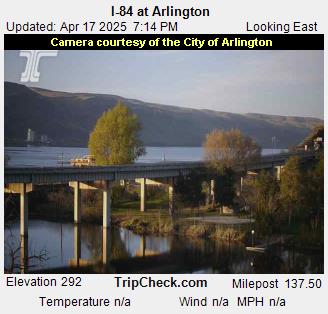 I-84 at Arlington
Updated: Apr 17 2025 7:14 PM Looking East
Camera courtesy of the City of Arlington
Elevation 292 TripCheck.com Milepost 137.50
Temperature n/a Wind n/a MPH n/a